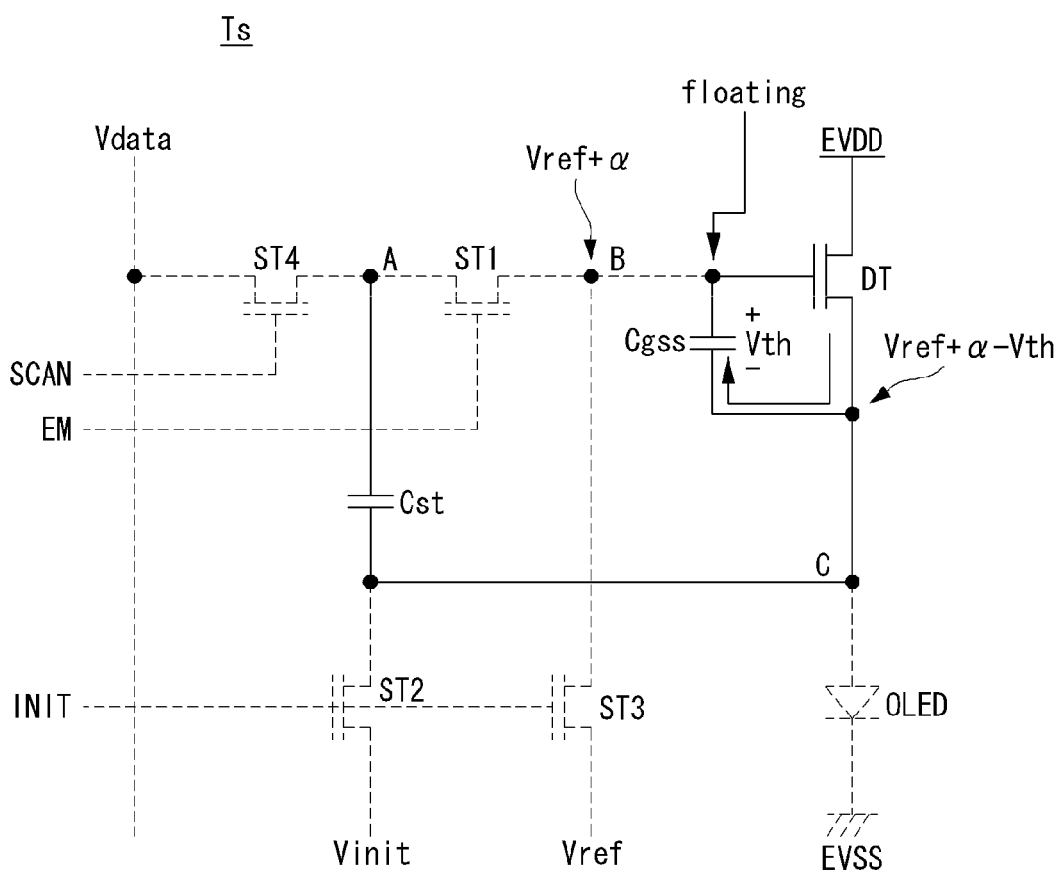 Ts
floating
Vdata
EVDD
Vref+α
ST4
A
ST1
B
DT
+
Cgss
Vth
−
Vref+α−Vth
SCAN
EM
Cst
C
INIT
ST2
ST3
OLED
Vinit
Vref
EVSS